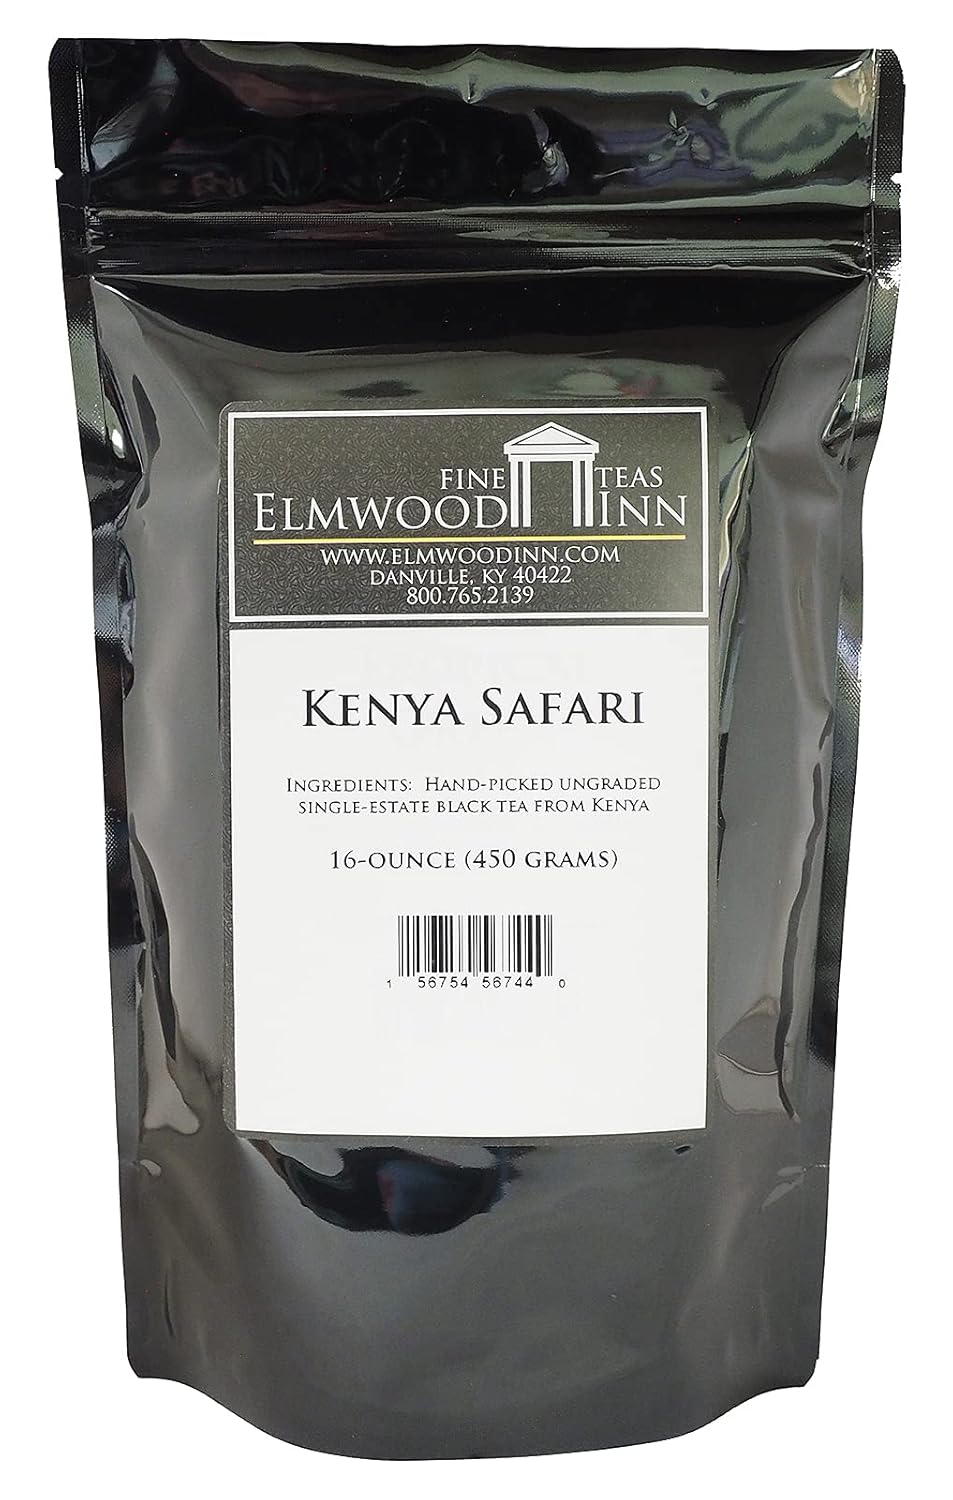 FINE TEAS
ELMWOOD INN
WWW.ELMWOODINN.COM
DANVILLE, KY 40422
800.765.2139
KENYA SAFARI
INGREDIENTS: HAND-PICKED UNGRADED
SINGLE-ESTATE BLACK TEA FROM KENYA
16-OUNCE (450 GRAMS)
1 56754 56744 0